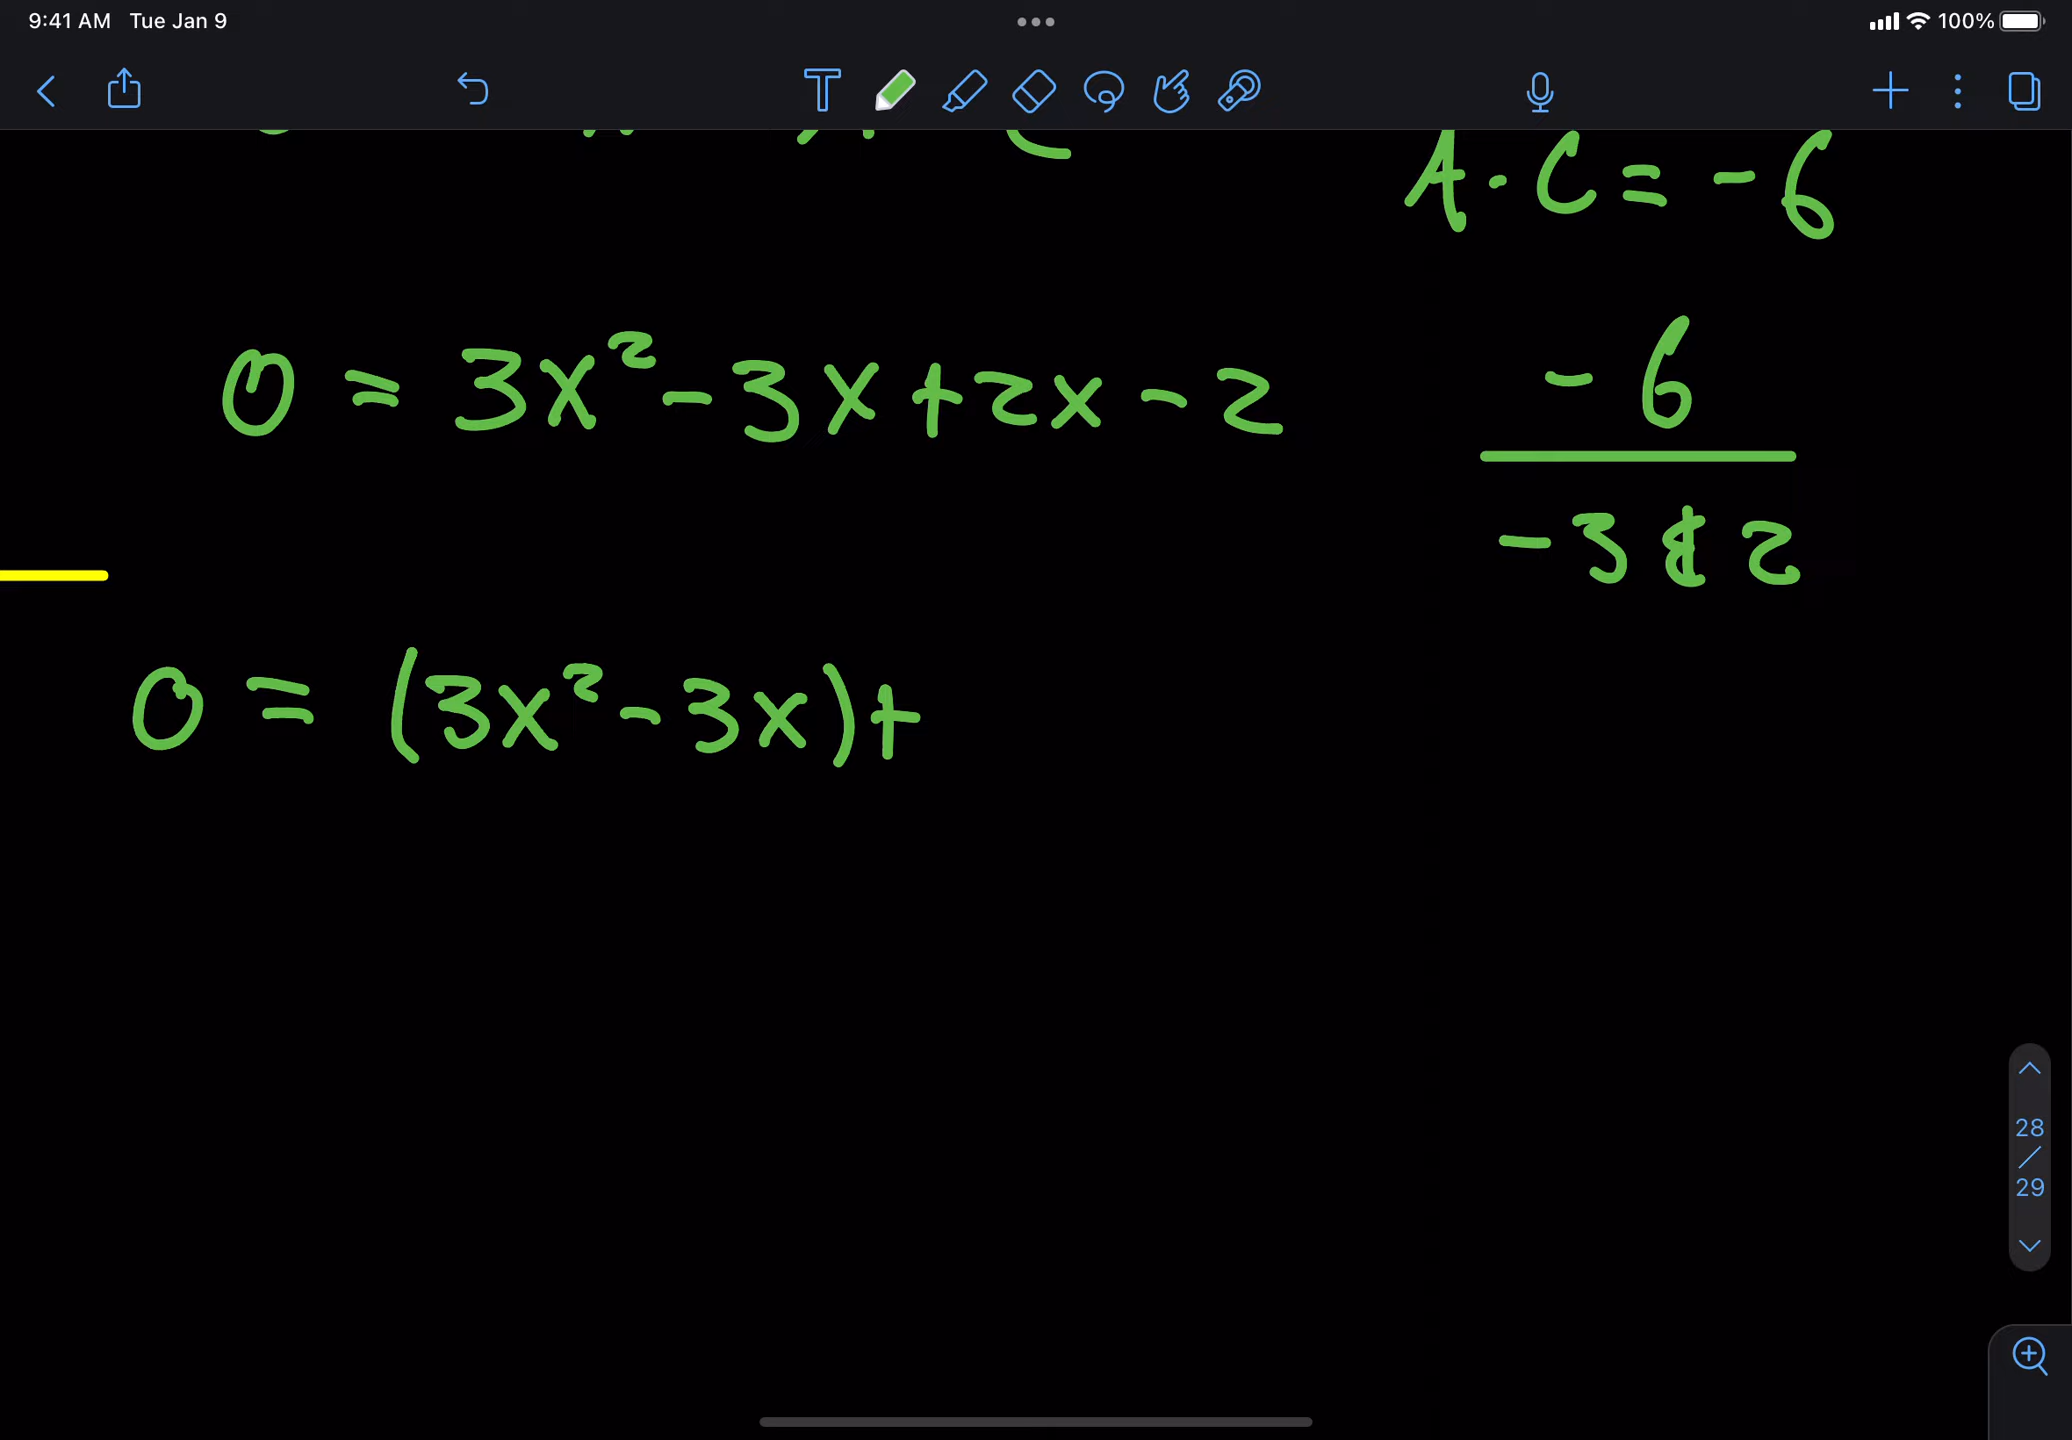 9:41 AM Tue Jan 9
100%
A · C = - 6
0 = 3x² - 3x + 2x - 2
- 6
- 3 & 2
0 = (3x² - 3x) +
28
/
29